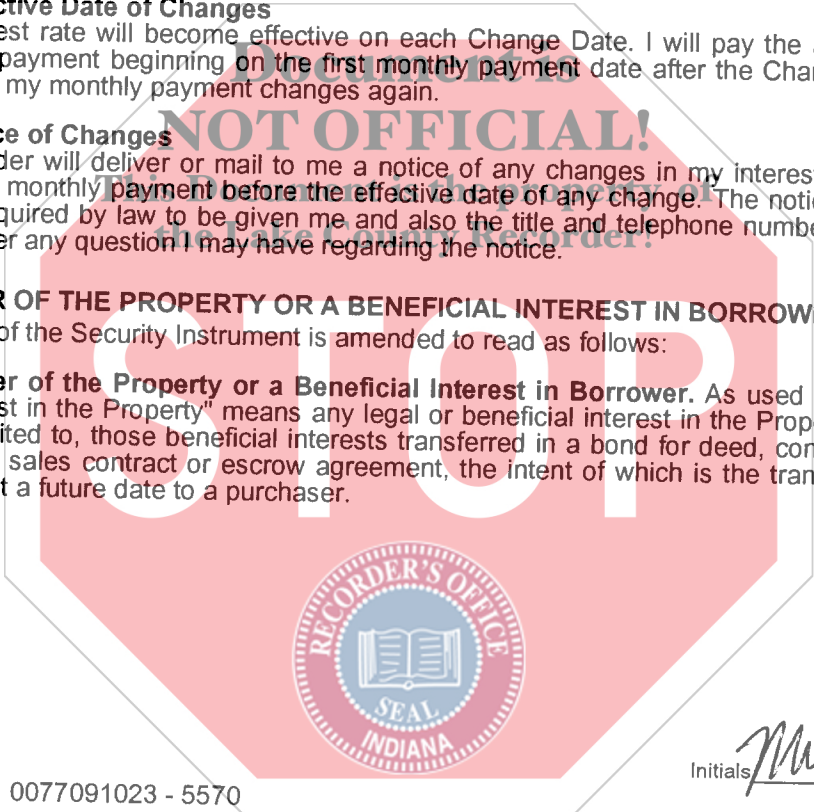 ctive Date of Changes
est rate will become effective on each Change Date. I will pay the
payment beginning on the first monthly payment date after the Char
my monthly payment changes again.
ce of Changes
der will deliver or mail to me a notice of any changes in my interest
monthly payment before the effective date of any change. The notic
quired by law to be given me and also the title and telephone numbe
er any question I may have regarding the notice.
Document is
NOT OFFICIAL!
This Document is the property of
the Lake County Recorder!
R OF THE PROPERTY OR A BENEFICIAL INTEREST IN BORROW
of the Security Instrument is amended to read as follows:
er of the Property or a Beneficial Interest in Borrower. As used
st in the Property" means any legal or beneficial interest in the Prop
ited to, those beneficial interests transferred in a bond for deed, con
sales contract or escrow agreement, the intent of which is the tran
t a future date to a purchaser.
STOP
RECORDER'S OFFICE
SEAL
INDIANA
Initials
0077091023 - 5570